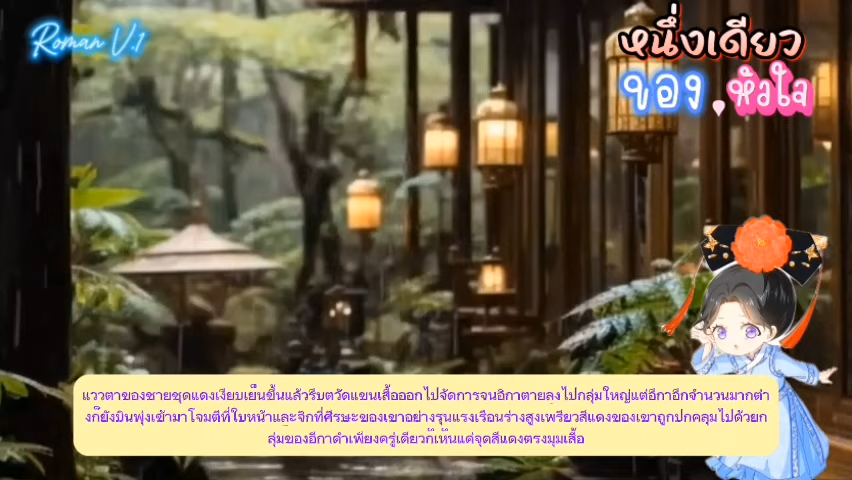 Roman V.1
หนึ่งเดียว
ของ หัวใจ
แววตาของชายชุดแดงเงียบเย็นขึ้นแล้วรีบตวัดแขนเสื้อออกไปจัดการจนอีกาตายลงไปกลุ่มใหญ่แต่อีกาอีกจำนวนมากต่า
งก็ยังบินพุ่งเข้ามาโจมตีที่ใบหน้าและจิกที่ศีรษะของเขาอย่างรุนแรงเรือนร่างสูงเพรียวสีแดงของเขาถูกปกคลุมไปด้วยก
ลุ่มของอีกาดำเพียงครู่เดียวก็เห็นแค่จุดสีแดงตรงมุมเสื้อ